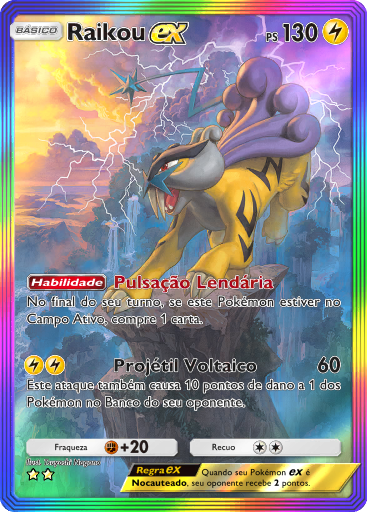 BÁSICO Raikou ex PS 130
Habilidade Pulsação Lendária
No final do seu turno, se este Pokémon estiver no
Campo Ativo, compre 1 carta.
Projétil Voltaico 60
Este ataque também causa 10 pontos de dano a 1 dos
Pokémon no Banco do seu oponente.
Fraqueza +20 Recuo
Illus.
Regra ex Quando seu Pokémon ex é
Nocauteado, seu oponente recebe 2 pontos.